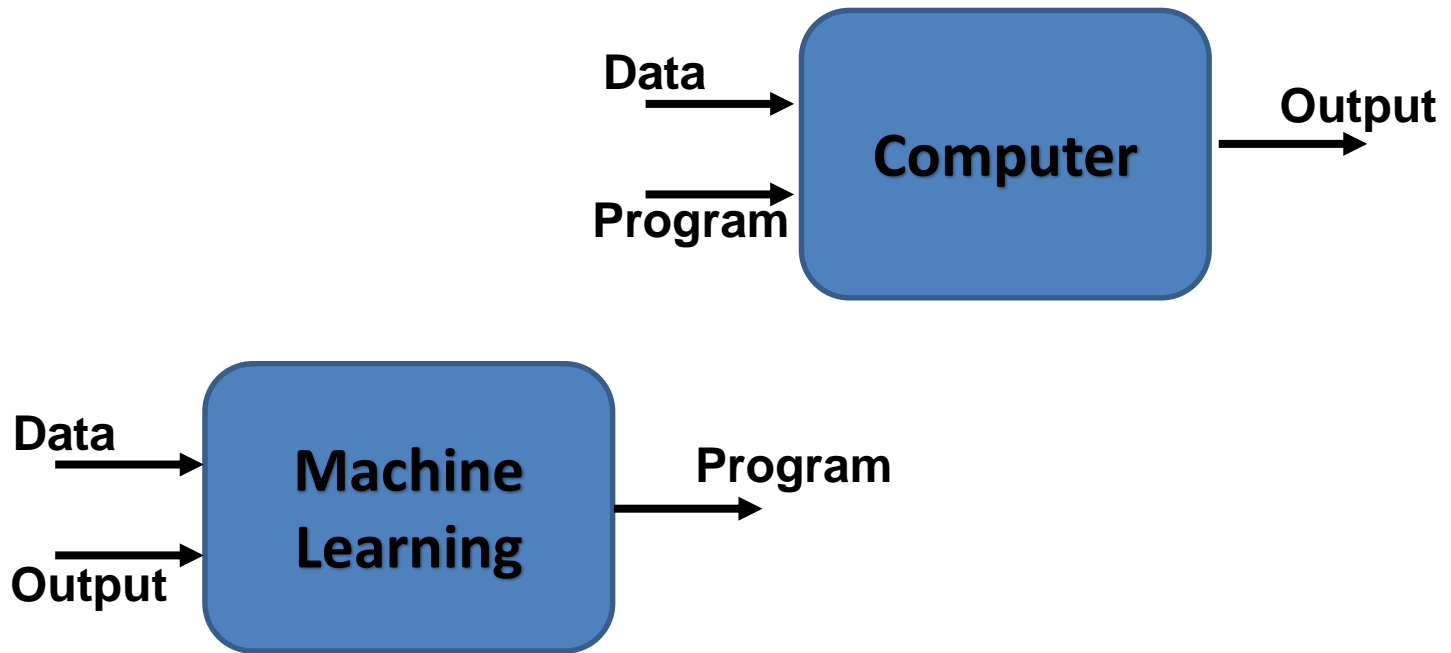 Data
Computer
Output
Program
Data
Machine
Learning
Program
Output